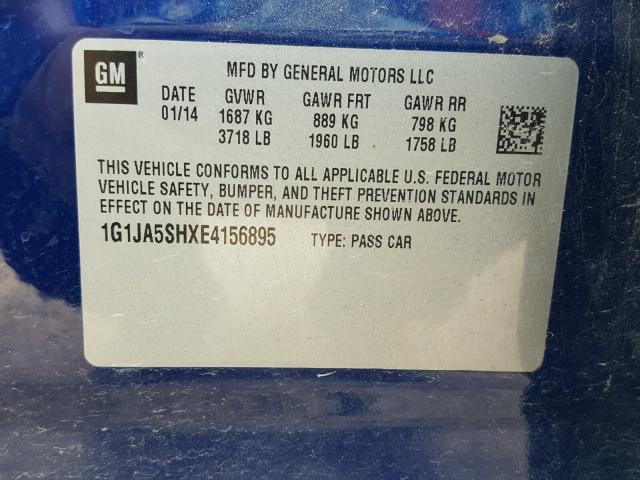 GM
MFD BY GENERAL MOTORS LLC
DATE GVWR GAWR FRT GAWR RR
01/14 1687 KG 889 KG 798 KG
3718 LB 1960 LB 1758 LB
THIS VEHICLE CONFORMS TO ALL APPLICABLE U.S. FEDERAL MOTOR
VEHICLE SAFETY, BUMPER, AND THEFT PREVENTION STANDARDS IN
EFFECT ON THE DATE OF MANUFACTURE SHOWN ABOVE.
1G1JA5SHXE4156895 TYPE: PASS CAR